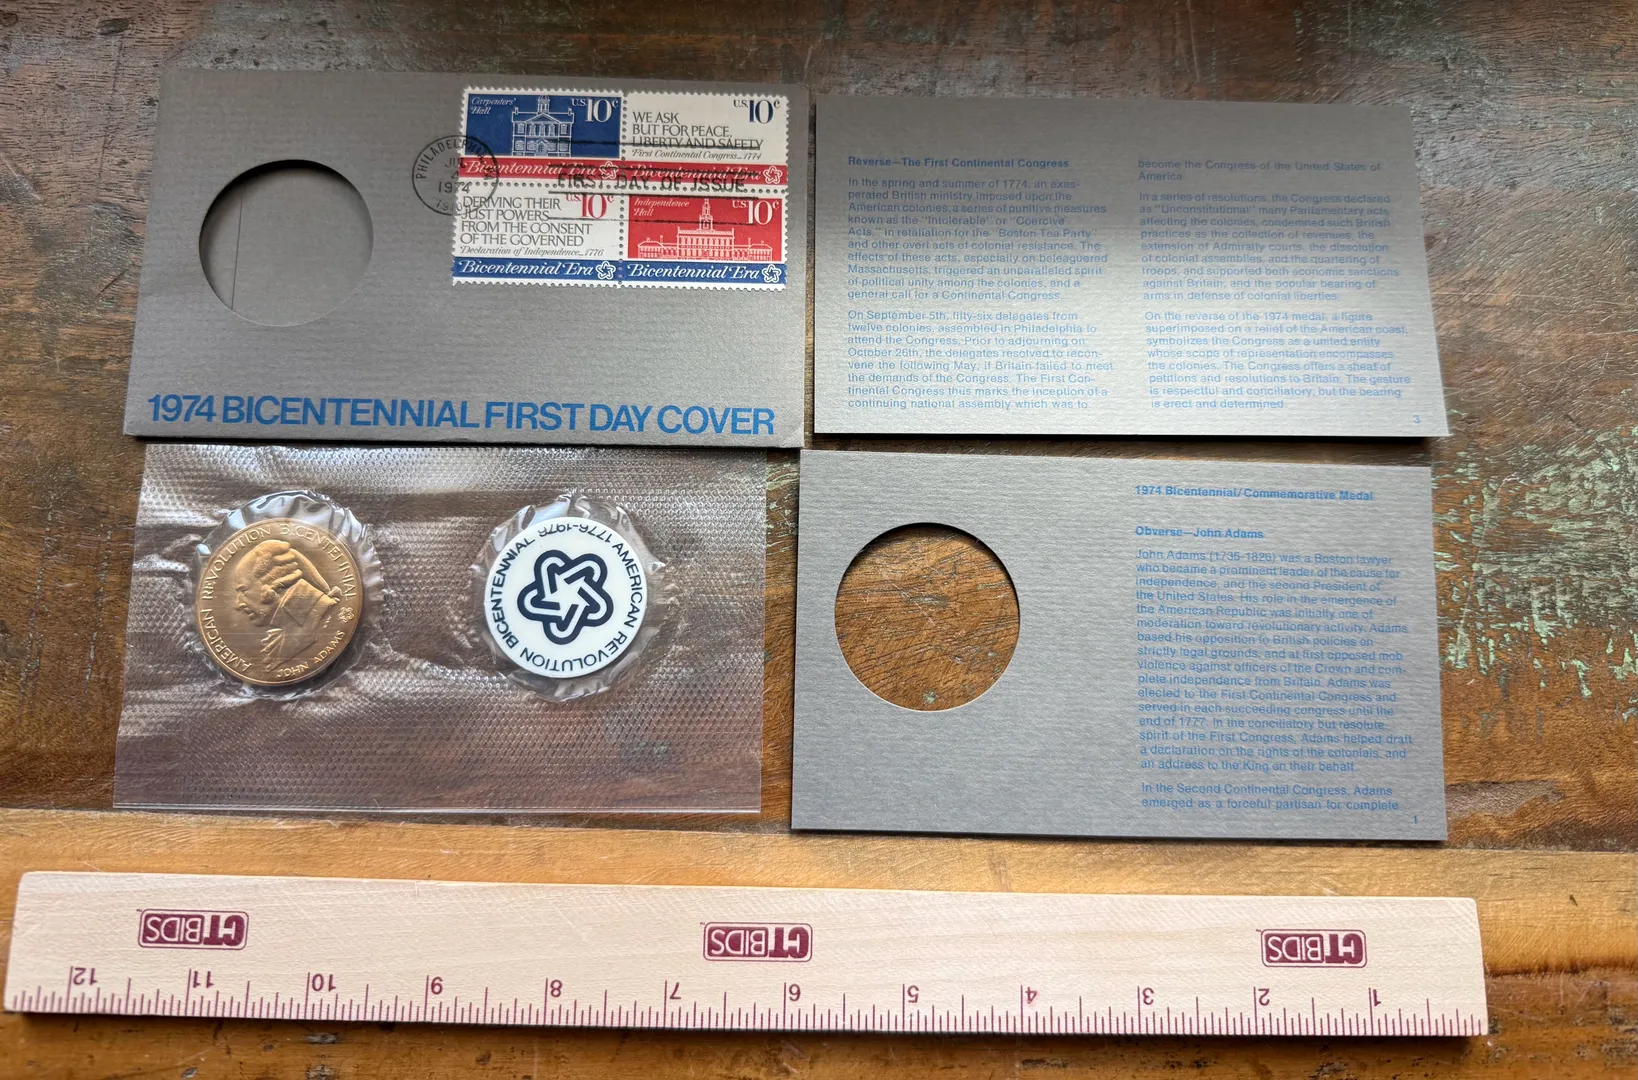 Carpenters'
Hall
U.S. 10c
WE ASK
BUT FOR PEACE,
LIBERTY AND SAFETY
First Continental Congress...1774
U.S. 10c
Bicentennial Era
Bicentennial Era
PHILADELPHIA
JUL
4
1974
FIRST DAY OF ISSUE
DERIVING THEIR
JUST POWERS
FROM THE CONSENT
OF THE GOVERNED
Declaration of Independence...1776
U.S. 10c
Independence
Hall
U.S. 10c
Bicentennial Era
Bicentennial Era
1974 BICENTENNIAL FIRST DAY COVER
Reverse—The First Continental Congress
In the spring and summer of 1774, an exas-
perated British ministry imposed upon the
American colonies, a series of punitive measures
known as the "Intolerable" or "Coercive
Acts," in retaliation for the "Boston Tea Party"
and other overt acts of colonial resistance. The
effects of these acts, especially on beleaguered
Massachusetts, triggered an unparalleled spirit
of political unity among the colonies, and a
general call for a Continental Congress.
On September 5th, fifty-six delegates from
twelve colonies, assembled in Philadelphia to
attend the Congress. Prior to adjourning on
October 26th, the delegates resolved to recon-
vene the following May, if Britain failed to meet
the demands of the Congress. The First Con-
tinental Congress thus marks the inception of a
continuing national assembly which was to
become the Congress of the United States of
America.
In a series of resolutions, the Congress declared
as "Unconstitutional" many Parliamentary acts
affecting the colonies, condemned such British
practices as the collection of revenues, the
extension of Admiralty courts, the dissolution
of colonial assemblies, and the quartering of
troops, and supported both economic sanctions
against Britain, and the popular bearing of
arms in defense of colonial liberties.
On the reverse of the 1974 medal, a figure
superimposed on a relief of the American coast,
symbolizes the Congress as a united entity
whose scope of representation encompasses
the colonies. The Congress offers a sheaf of
petitions and resolutions to Britain. The gesture
is respectful and conciliatory, but the bearing
is erect and determined.
3
AMERICAN REVOLUTION BICENTENNIAL
JOHN ADAMS
AMERICAN REVOLUTION BICENTENNIAL 1776-1976
1974 Bicentennial/Commemorative Medal
Obverse—John Adams
John Adams (1735-1826) was a Boston lawyer
who became a prominent leader of the cause for
independence, and the second President of
the United States. His role in the emergence of
the American Republic was initially one of
moderation toward revolutionary activity. Adams
based his opposition to British policies on
strictly legal grounds, and at first opposed mob
violence against officers of the Crown and com-
plete independence from Britain. Adams was
elected to the First Continental Congress and
served in each succeeding congress until the
end of 1777. In the conciliatory but resolute
spirit of the First Congress, Adams helped draft
a declaration on the rights of the colonials, and
an address to the King on their behalf.
In the Second Continental Congress, Adams
emerged as a forceful partisan for complete
1
CTBIDS
CTBIDS
CTBIDS
12 11 10 9 8 7 6 5 4 3 2 1